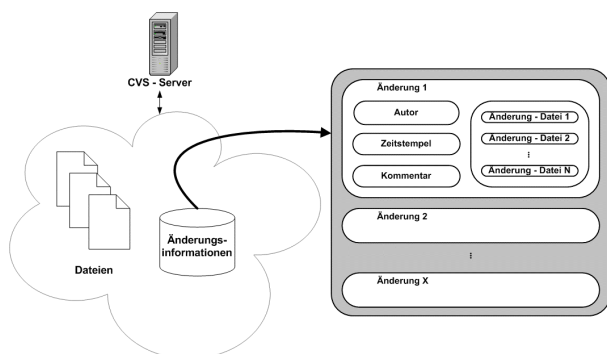 CVS - Server
Dateien
Änderungs-
informationen
Änderung 1
Autor
Zeitstempel
Kommentar
Änderung - Datei 1
Änderung - Datei 2
⋮
Änderung - Datei N
Änderung 2
⋮
Änderung X